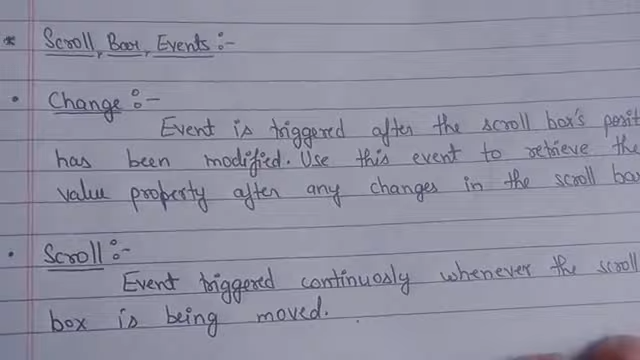 * Scroll, Box, Events :-
• Change :-
Event is triggered after the scroll box's posit
has been modified. Use this event to retrieve the
value property after any changes in the scroll bar
• Scroll :-
Event triggered continuosly whenever the scroll
box is being moved.